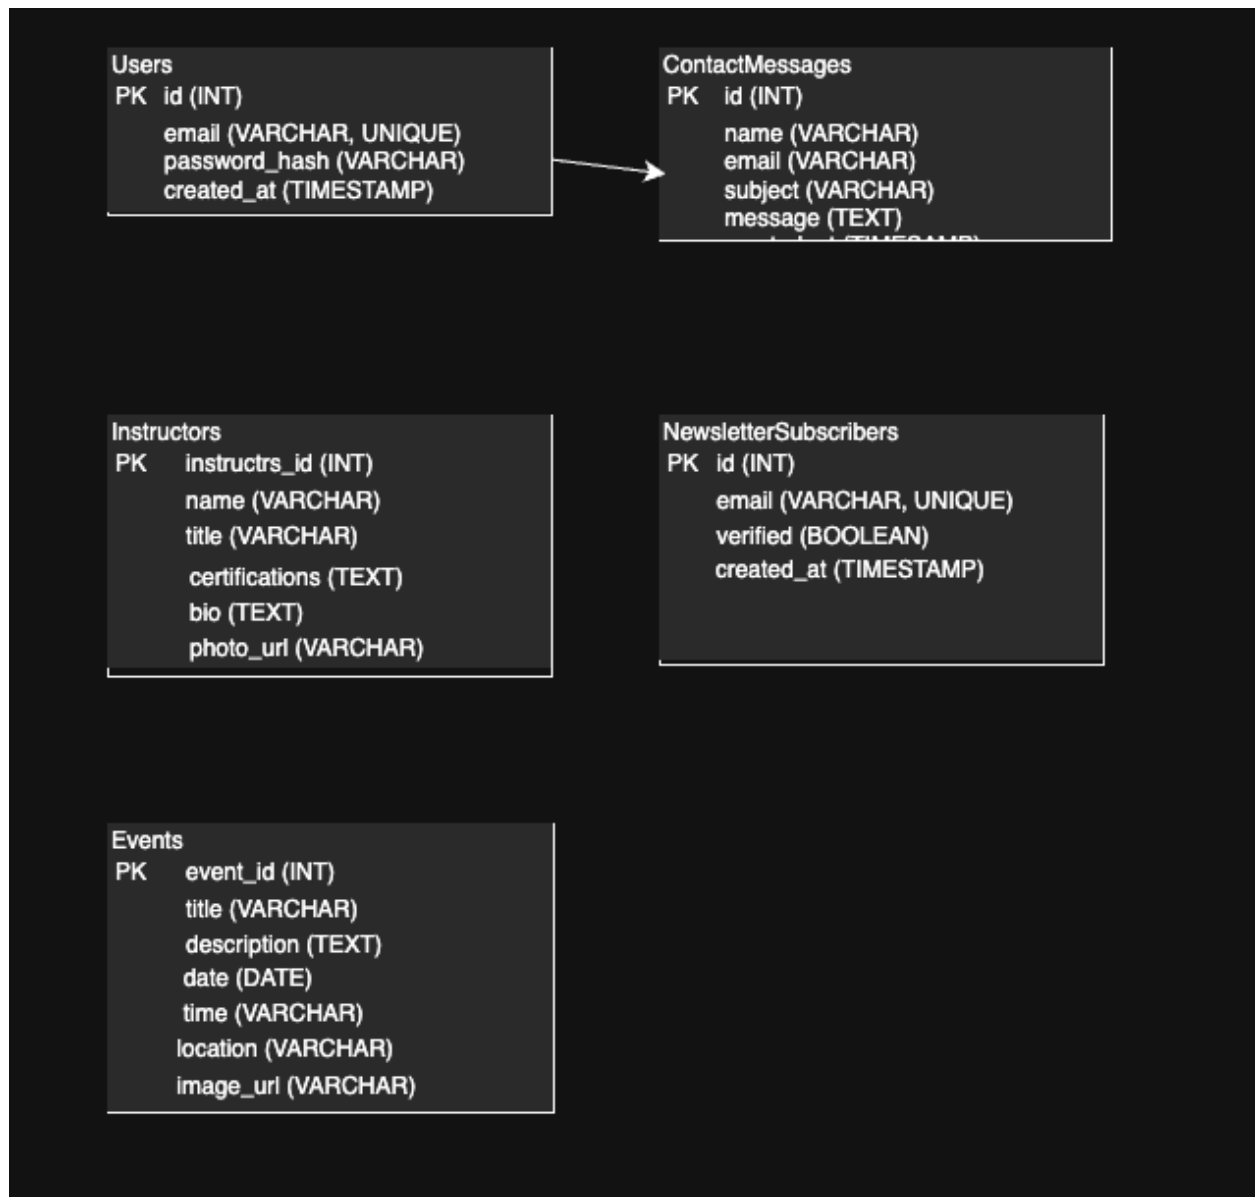 Users
PK id (INT)
email (VARCHAR, UNIQUE)
password_hash (VARCHAR)
created_at (TIMESTAMP)
ContactMessages
PK id (INT)
name (VARCHAR)
email (VARCHAR)
subject (VARCHAR)
message (TEXT)
Instructors
PK instructrs_id (INT)
name (VARCHAR)
title (VARCHAR)
certifications (TEXT)
bio (TEXT)
photo_url (VARCHAR)
NewsletterSubscribers
PK id (INT)
email (VARCHAR, UNIQUE)
verified (BOOLEAN)
created_at (TIMESTAMP)
Events
PK event_id (INT)
title (VARCHAR)
description (TEXT)
date (DATE)
time (VARCHAR)
location (VARCHAR)
image_url (VARCHAR)